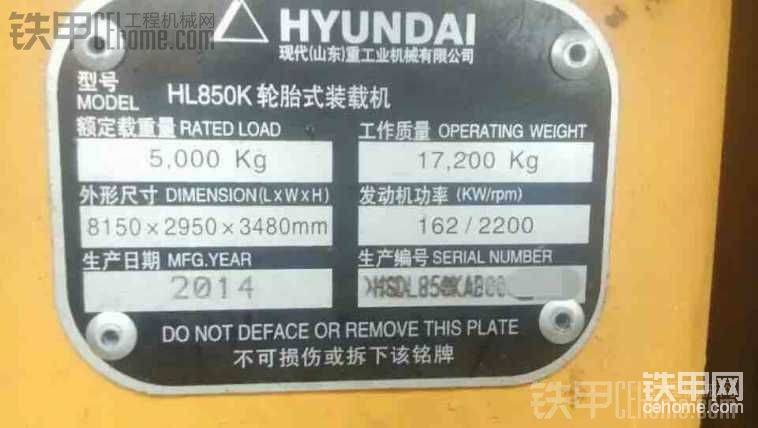 铁甲 工程机械网
cehome.com
HYUNDAI
现代(山东)重工业机械有限公司
型号
MODEL HL850K 轮胎式装载机
额定载重量 RATED LOAD 工作质量 OPERATING WEIGHT
5,000 Kg 17,200 Kg
外形尺寸 DIMENSION(LxWxH) 发动机功率 (KW/rpm)
8150×2950×3480mm 162/2200
生产日期 MFG.YEAR 生产编号 SERIAL NUMBER
2014
DO NOT DEFACE OR REMOVE THIS PLATE
不可损伤或拆下该铭牌
铁甲网
cehome.com